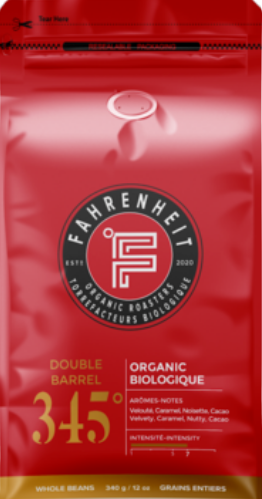 Tear Here
RESEALABLE PACKAGING
FAHRENHEIT
°F
ESTD 2020
ORGANIC ROASTERS
TORRÉFACTEURS BIOLOGIQUE
DOUBLE
BARREL
345°
ORGANIC
BIOLOGIQUE
ARÔMES-NOTES
Velouté, Caramel, Noisette, Cacao
Velvety, Caramel, Nutty, Cacao
INTENSITÉ-INTENSITY
7
WHOLE BEANS 340 g / 12 oz GRAINS ENTIERS